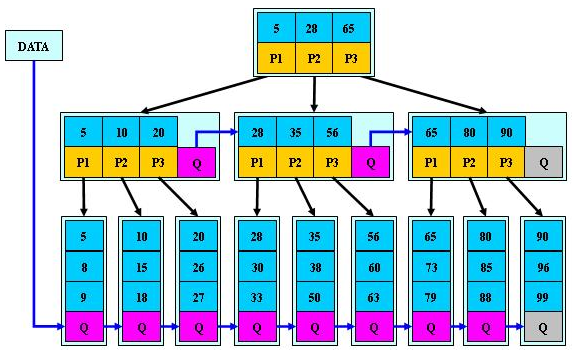 5 28 65
DATA
P1 P2 P3
5 10 20
28 35 56
65 80 90
P1 P2 P3 Q
P1 P2 P3 Q
P1 P2 P3 Q
5 10 20 28 35 56 65 80 90
8 15 26 30 38 60 73 85 96
9 18 27 33 50 63 79 88 99
Q Q Q Q Q Q Q Q Q